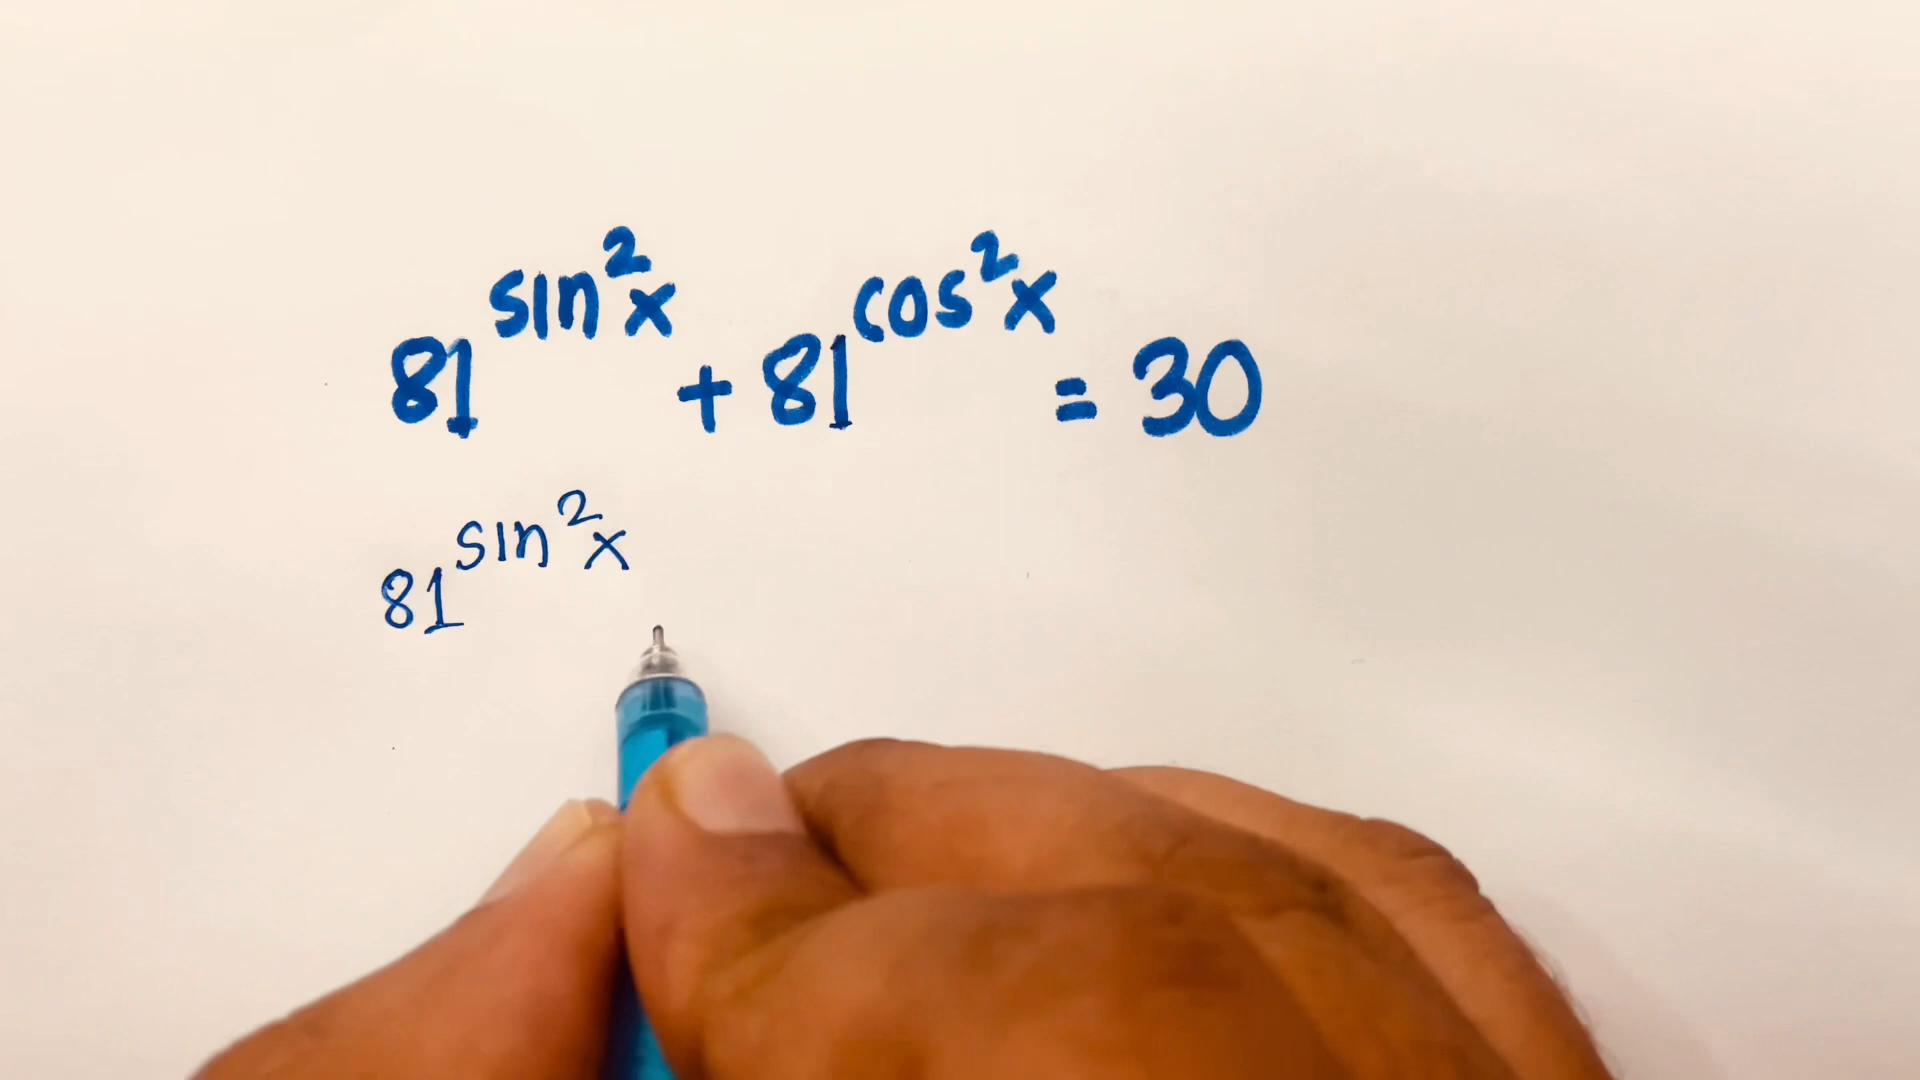 81^sin²x + 81^cos²x = 30
81^sin²x